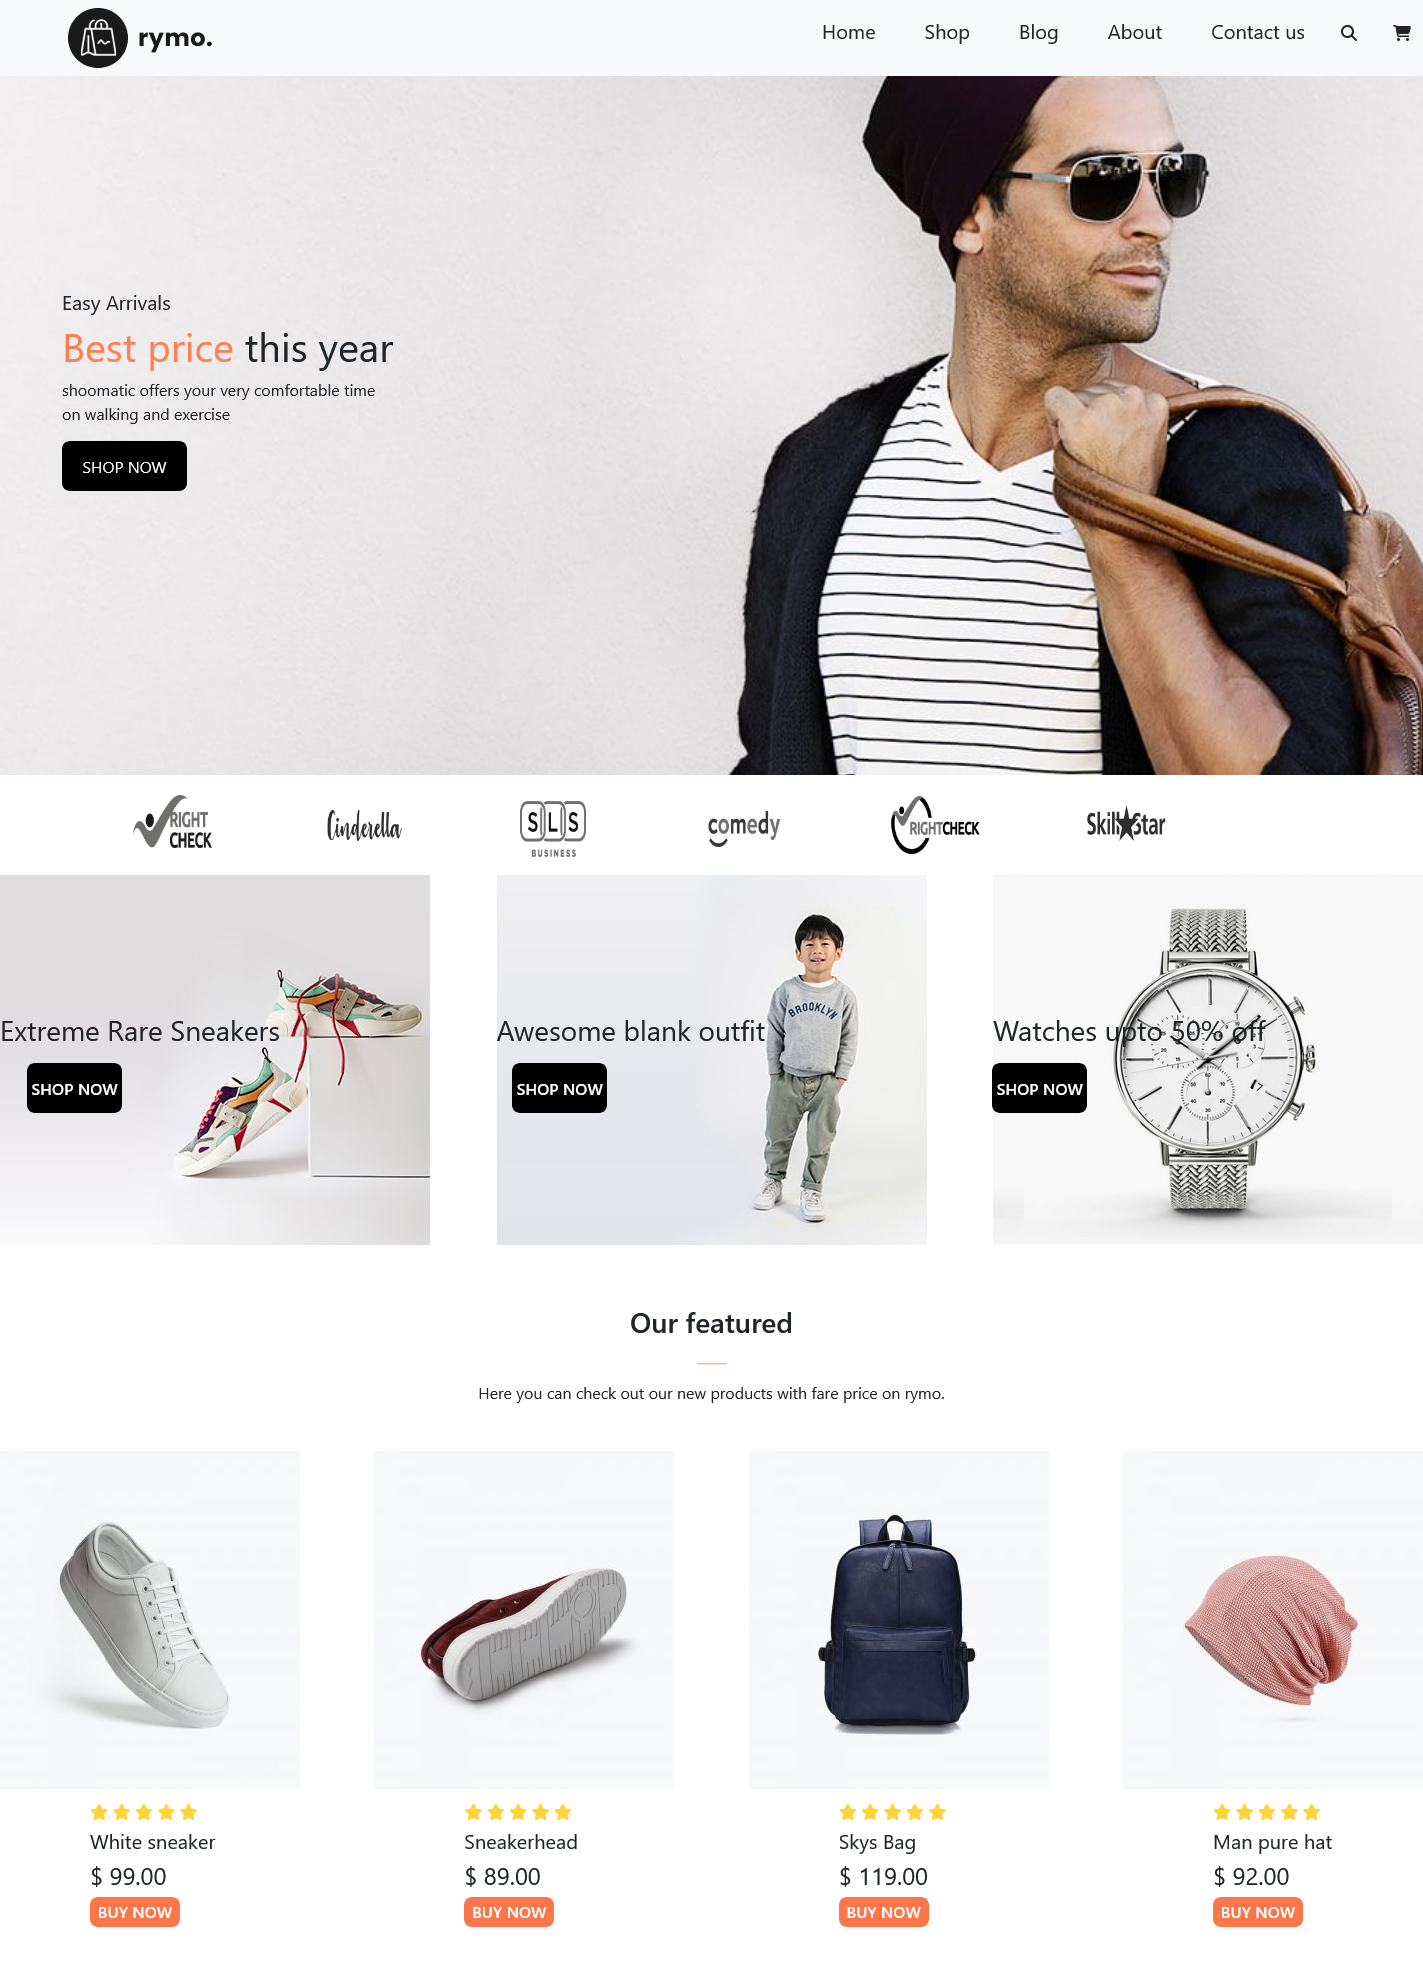 rymo.
Home Shop Blog About Contact us
Easy Arrivals
Best price this year
shoomatic offers your very comfortable time
on walking and exercise
SHOP NOW
RIGHT
CHECK
Cinderella
SLS
BUSINESS
comedy
RIGHTCHECK
Skill Star
Extreme Rare Sneakers
SHOP NOW
Awesome blank outfit
BROOKLYN
SHOP NOW
Watches upto 50% off
SHOP NOW
Our featured
Here you can check out our new products with fare price on rymo.
White sneaker
$ 99.00
BUY NOW
Sneakerhead
$ 89.00
BUY NOW
Skys Bag
$ 119.00
BUY NOW
Man pure hat
$ 92.00
BUY NOW